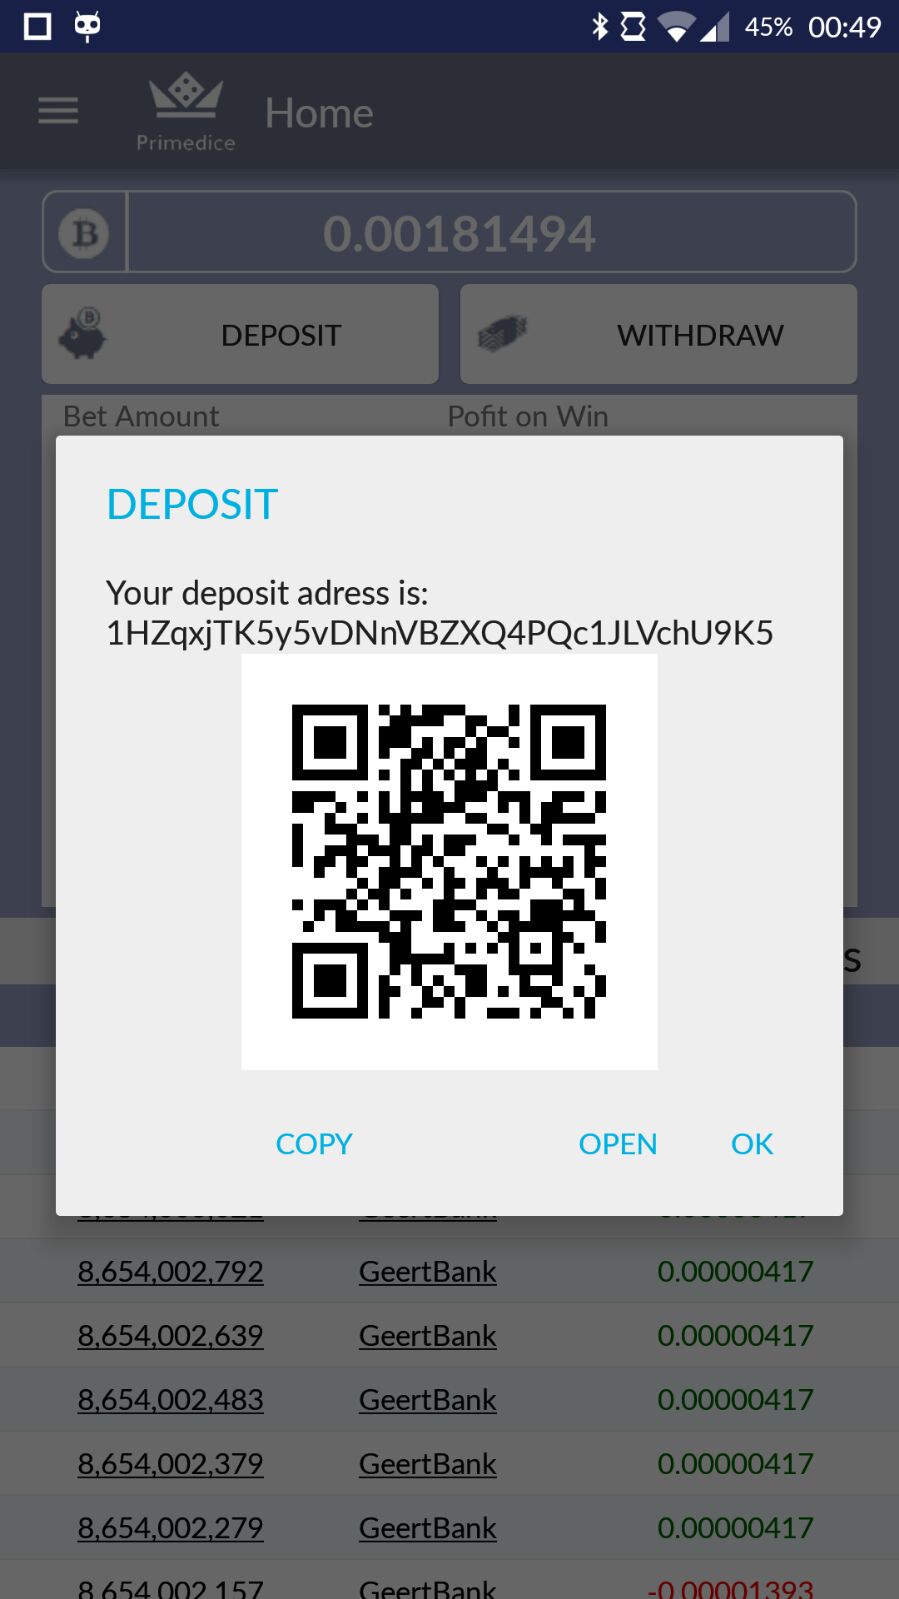 45% 00:49
Primedice
Home
B
0.00181494
DEPOSIT
WITHDRAW
Bet Amount
Pofit on Win
DEPOSIT
Your deposit adress is:
1HZqxjTK5y5vDNnVBZXQ4PQc1JLVchU9K5
S
COPY
OPEN
OK
8,654,002,792 GeertBank 0.00000417
8,654,002,639 GeertBank 0.00000417
8,654,002,483 GeertBank 0.00000417
8,654,002,379 GeertBank 0.00000417
8,654,002,279 GeertBank 0.00000417
8,654,002,157 GeertBank -0.00001393